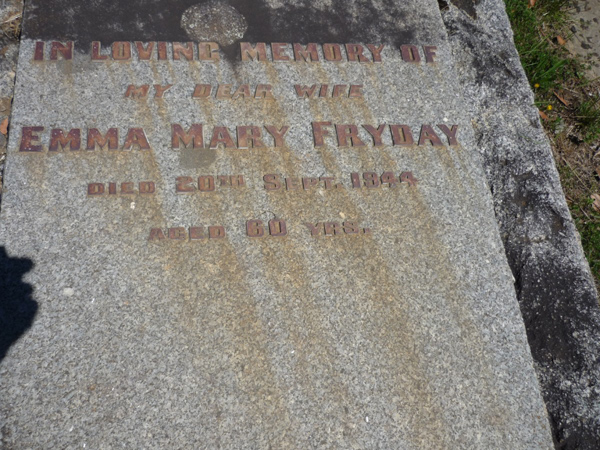 IN LOVING MEMORY OF
MY DEAR WIFE
EMMA MARY FRYDAY
DIED 20TH SEPT. 1944
AGED 60 YRS.